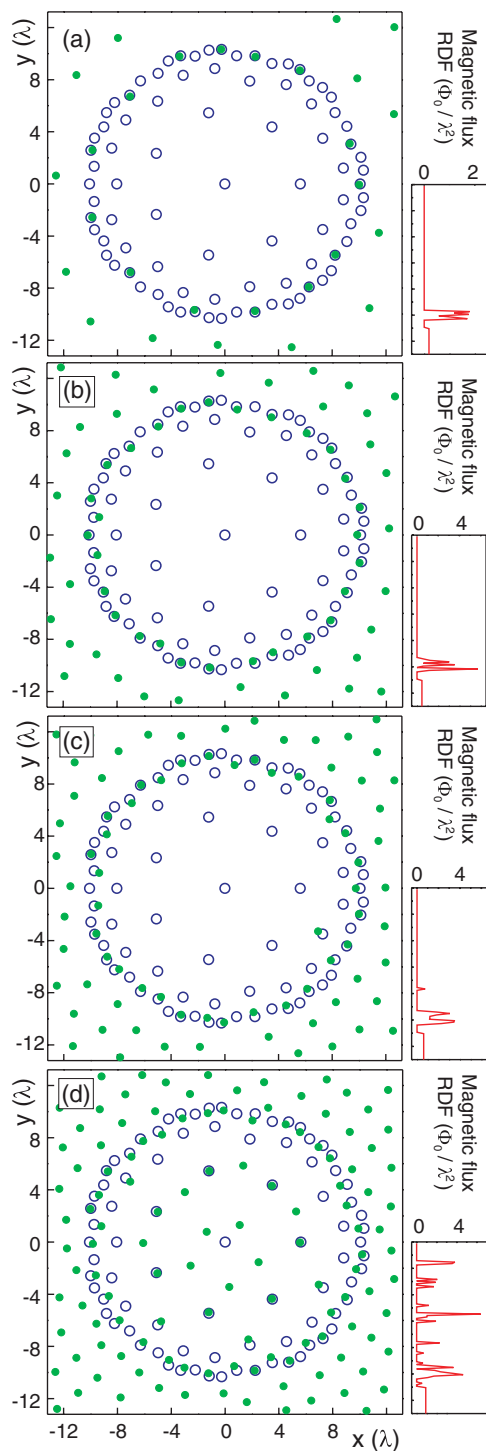 (a)
y (λ)
10
4
0
-4
-12
Magnetic flux
RDF (Φ₀ / λ²)
0 2
(b)
y (λ)
8
4
0
-4
-8
-12
Magnetic flux
RDF (Φ₀ / λ²)
0 4
(c)
y (λ)
8
4
0
-4
-8
-12
Magnetic flux
RDF (Φ₀ / λ²)
0 4
(d)
y (λ)
8
4
0
-4
-8
-12
Magnetic flux
RDF (Φ₀ / λ²)
0 4
-12 -8 -4 0 4 8 12
x (λ)